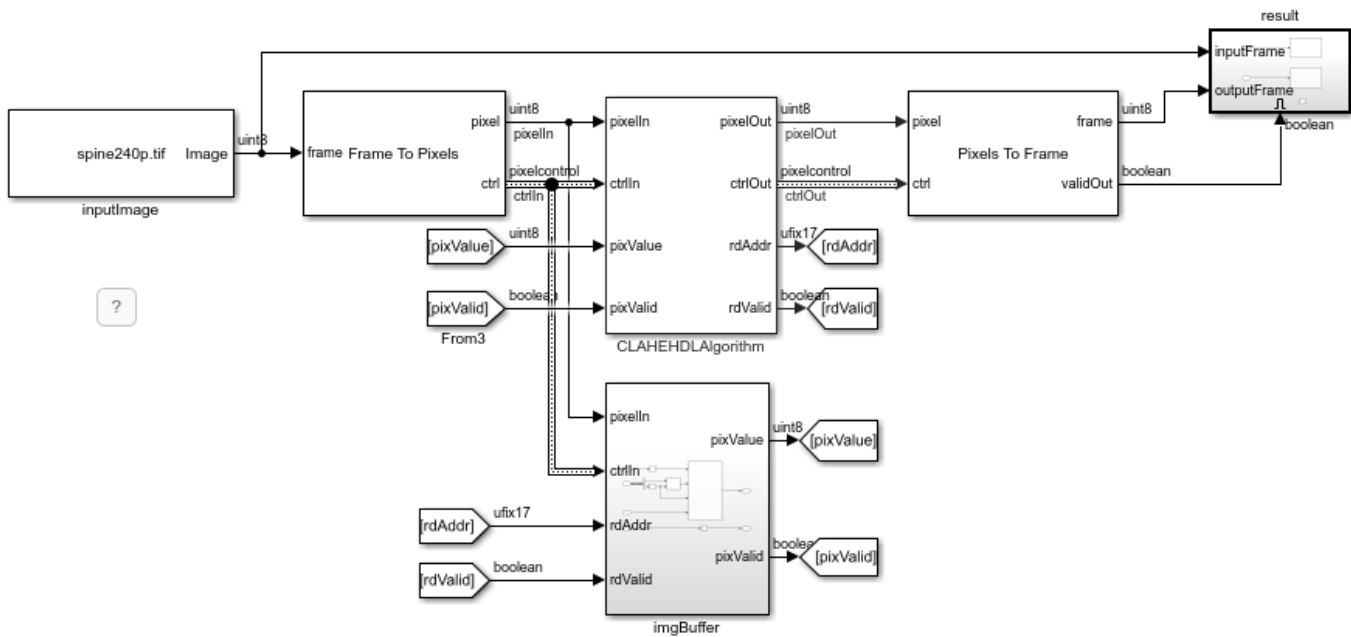 result
inputFrame
outputFrame
boolean
spine240p.tif
Image
inputImage
uint8
frame
Frame To Pixels
pixel
ctrl
uint8
pixelIn
pixelcontrol
ctrlIn
[pixValue]
uint8
[pixValid]
boolean
From3
pixelIn
ctrlIn
pixValue
pixValid
pixelOut
ctrlOut
rdAddr
rdValid
CLAHEHDLAlgorithm
uint8
pixelOut
pixelcontrol
ctrlOut
ufix17
[rdAddr]
boolean
[rdValid]
pixel
ctrl
Pixels To Frame
frame
validOut
uint8
boolean
?
pixelIn
ctrlIn
rdAddr
rdValid
pixValue
pixValid
imgBuffer
[rdAddr]
ufix17
[rdValid]
boolean
uint8
[pixValue]
boolean
[pixValid]